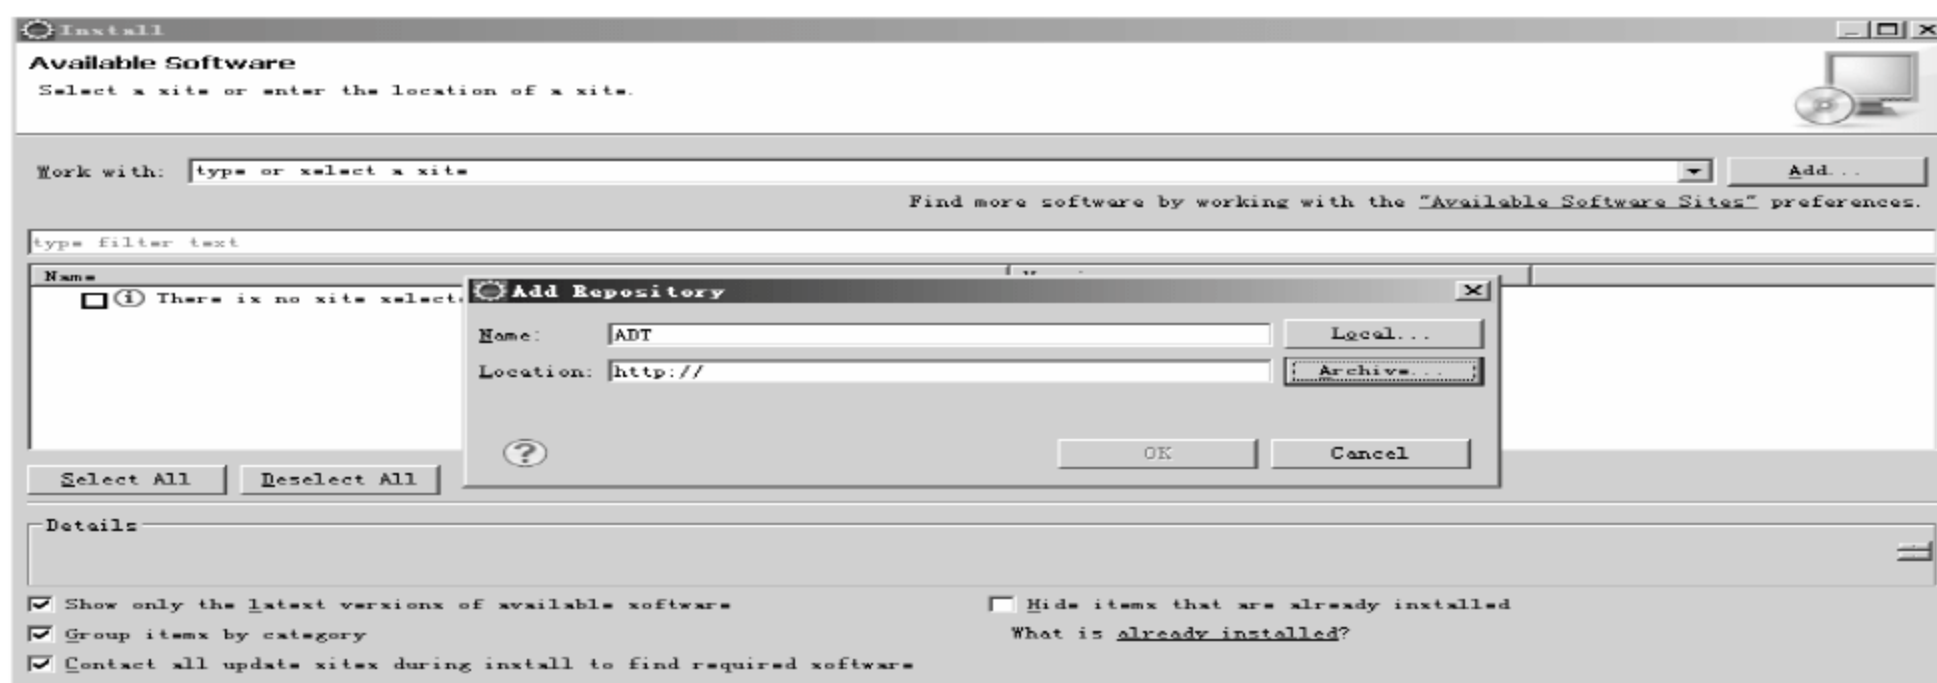 Install
Available Software
Select a site or enter the location of a site.
Work with: type or select a site Add...
Find more software by working with the "Available Software Sites" preferences.
type filter text
Name
There is no site
Add Repository
Name: ADT Local...
Location: http:// Archive...
OK Cancel
Select All Deselect All
Details
Show only the latest versions of available software Hide items that are already installed
Group items by category What is already installed?
Contact all update sites during install to find required software